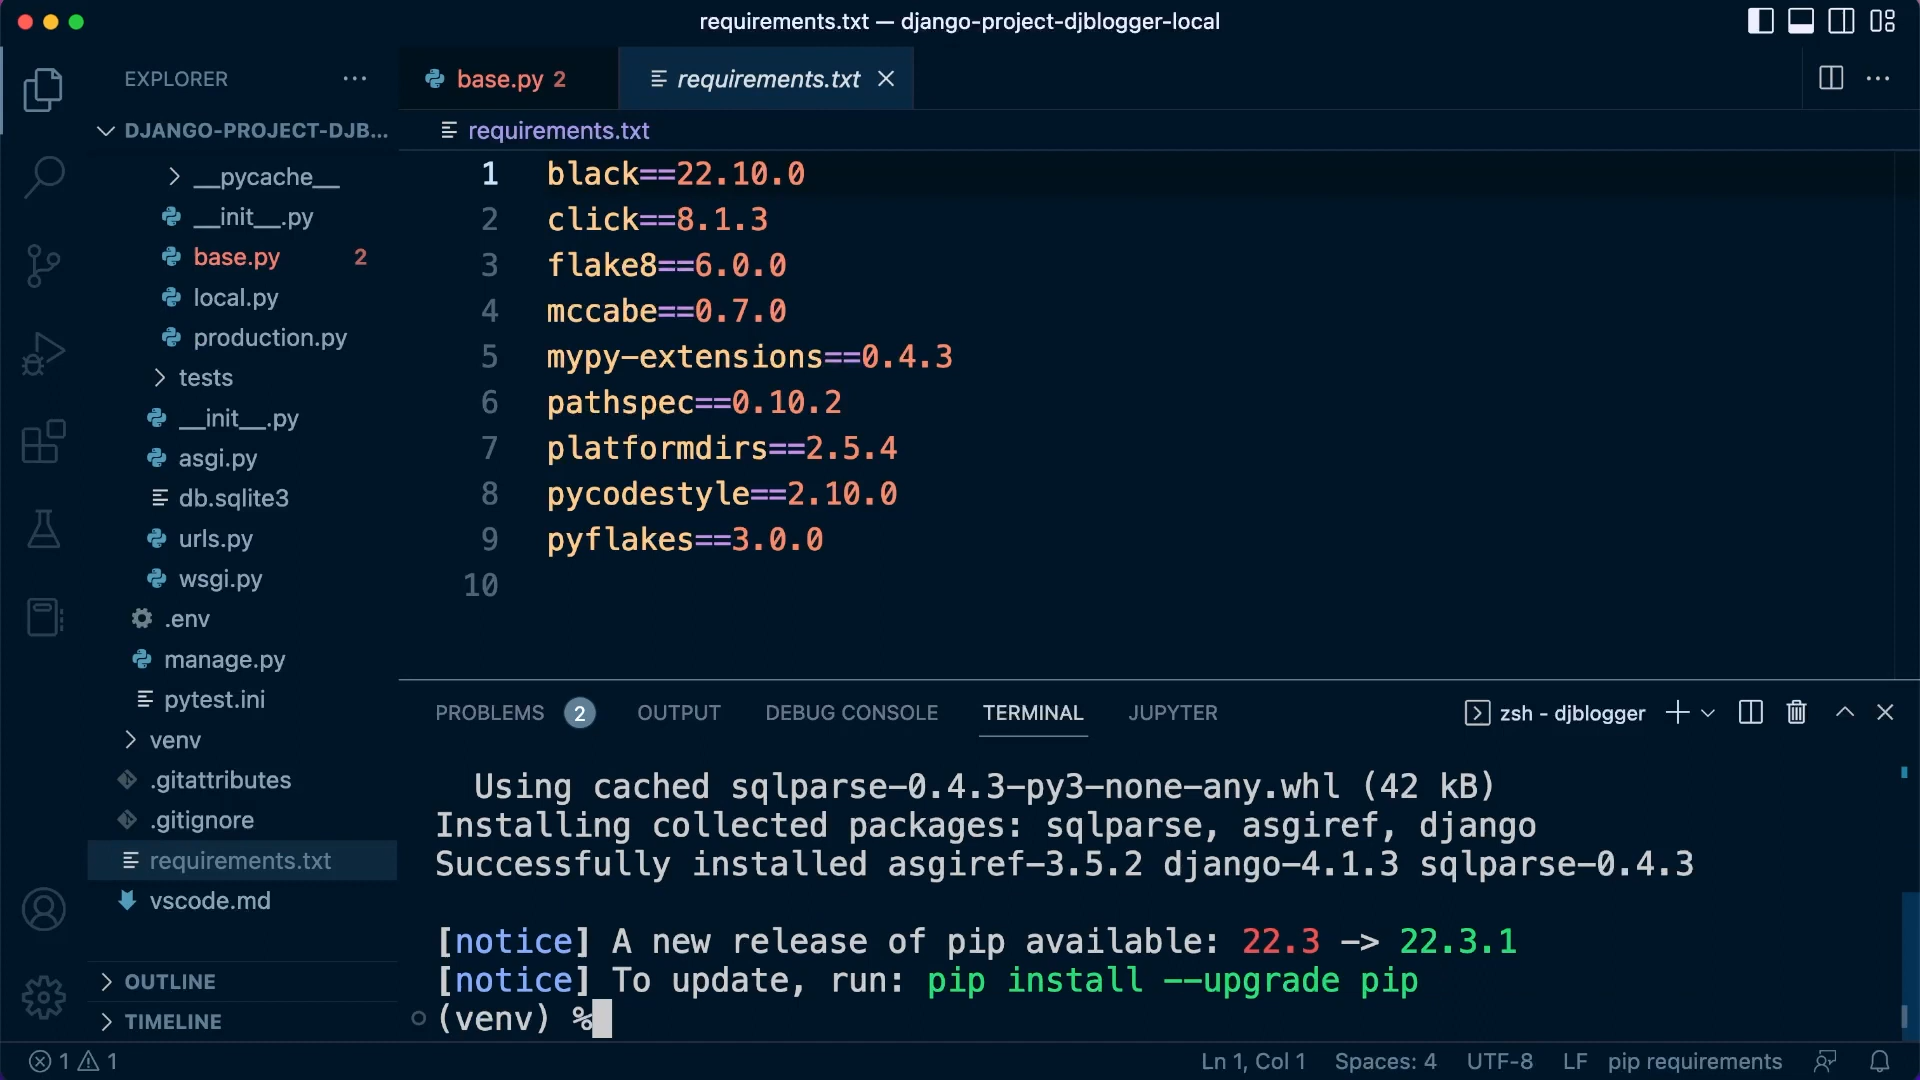 requirements.txt — django-project-djblogger-local
EXPLORER
base.py 2
requirements.txt
DJANGO-PROJECT-DJB...
requirements.txt
__pycache__
__init__.py
base.py 2
local.py
production.py
tests
__init__.py
asgi.py
db.sqlite3
urls.py
wsgi.py
.env
manage.py
pytest.ini
venv
.gitattributes
.gitignore
requirements.txt
vscode.md
OUTLINE
TIMELINE
1 black==22.10.0
2 click==8.1.3
3 flake8==6.0.0
4 mccabe==0.7.0
5 mypy-extensions==0.4.3
6 pathspec==0.10.2
7 platformdirs==2.5.4
8 pycodestyle==2.10.0
9 pyflakes==3.0.0
10
PROBLEMS 2 OUTPUT DEBUG CONSOLE TERMINAL JUPYTER zsh - djblogger
Using cached sqlparse-0.4.3-py3-none-any.whl (42 kB)
Installing collected packages: sqlparse, asgiref, django
Successfully installed asgiref-3.5.2 django-4.1.3 sqlparse-0.4.3
[notice] A new release of pip available: 22.3 -> 22.3.1
[notice] To update, run: pip install --upgrade pip
(venv) %
1 1 Ln 1, Col 1 Spaces: 4 UTF-8 LF pip requirements